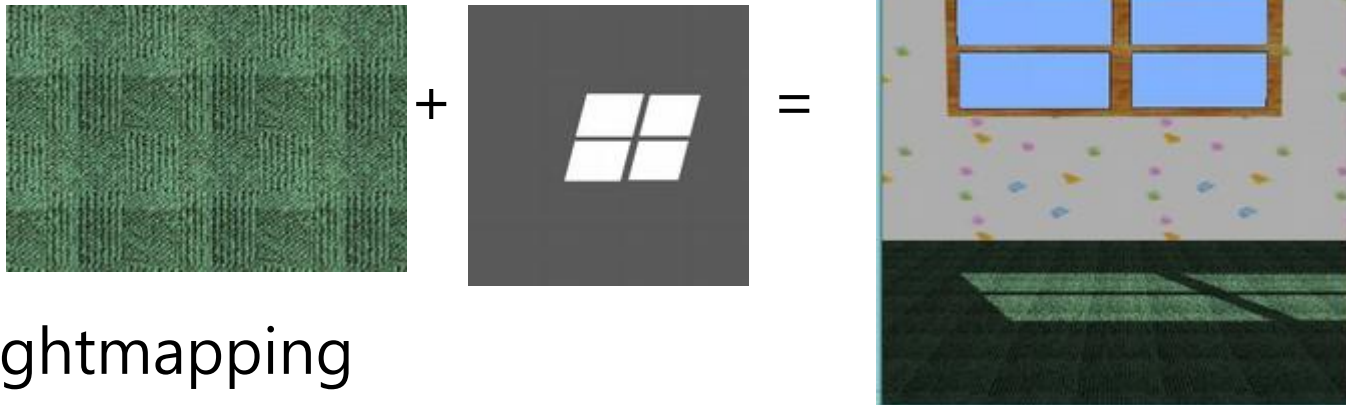 + =
ghtmapping